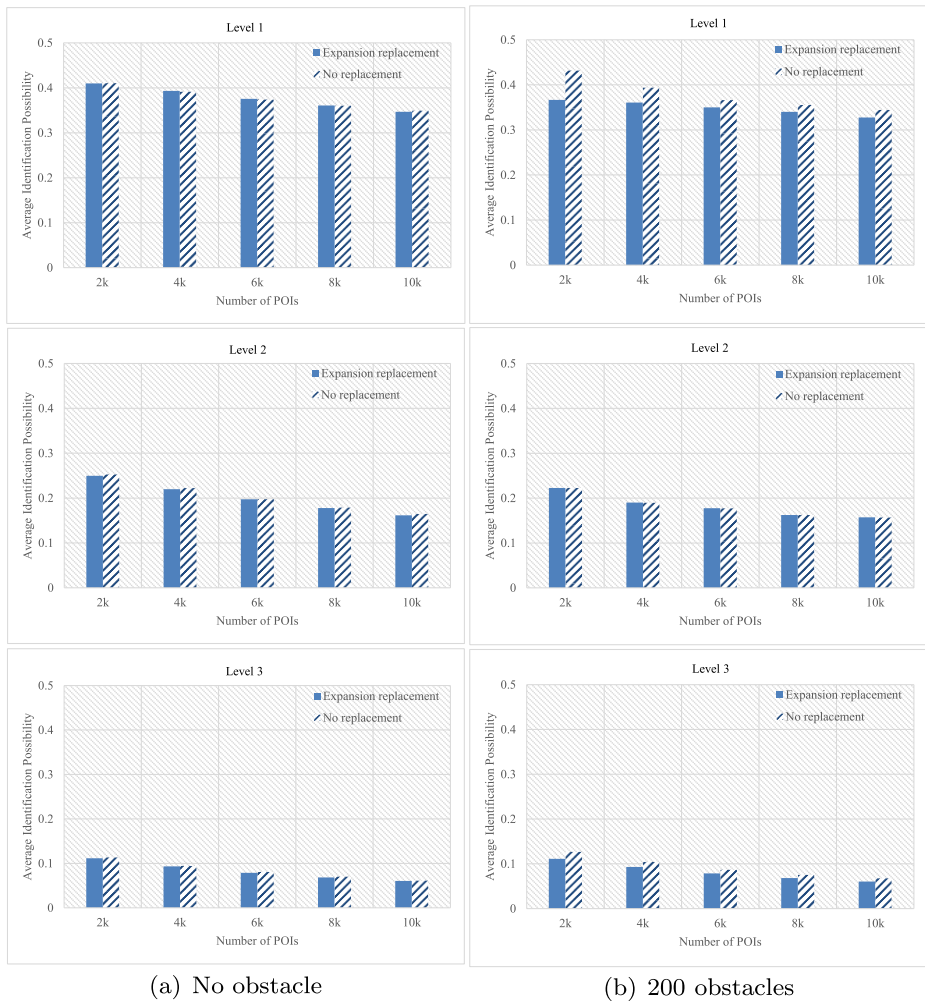 Level 1
Expansion replacement
No replacement
Average Identification Possibility
0.5
0.4
0.3
0.2
0.1
0
2k 4k 6k 8k 10k
Number of POIs
Level 1
Expansion replacement
No replacement
Average Identification Possibility
0.5
0.4
0.3
0.2
0.1
0
2k 4k 6k 8k 10k
Number of POIs
Level 2
Expansion replacement
No replacement
Average Identification Possibility
0.5
0.4
0.3
0.2
0.1
0
2k 4k 6k 8k 10k
Number of POIs
Level 2
Expansion replacement
No replacement
Average Identification Possibility
0.5
0.4
0.3
0.2
0.1
0
2k 4k 6k 8k 10k
Number of POIs
Level 3
Expansion replacement
No replacement
Average Identification Possibility
0.5
0.4
0.3
0.2
0.1
0
2k 4k 6k 8k 10k
Number of POIs
Level 3
Expansion replacement
No replacement
Average Identification Possibility
0.5
0.4
0.3
0.2
0.1
0
2k 4k 6k 8k 10k
Number of POIs
(a) No obstacle
(b) 200 obstacles